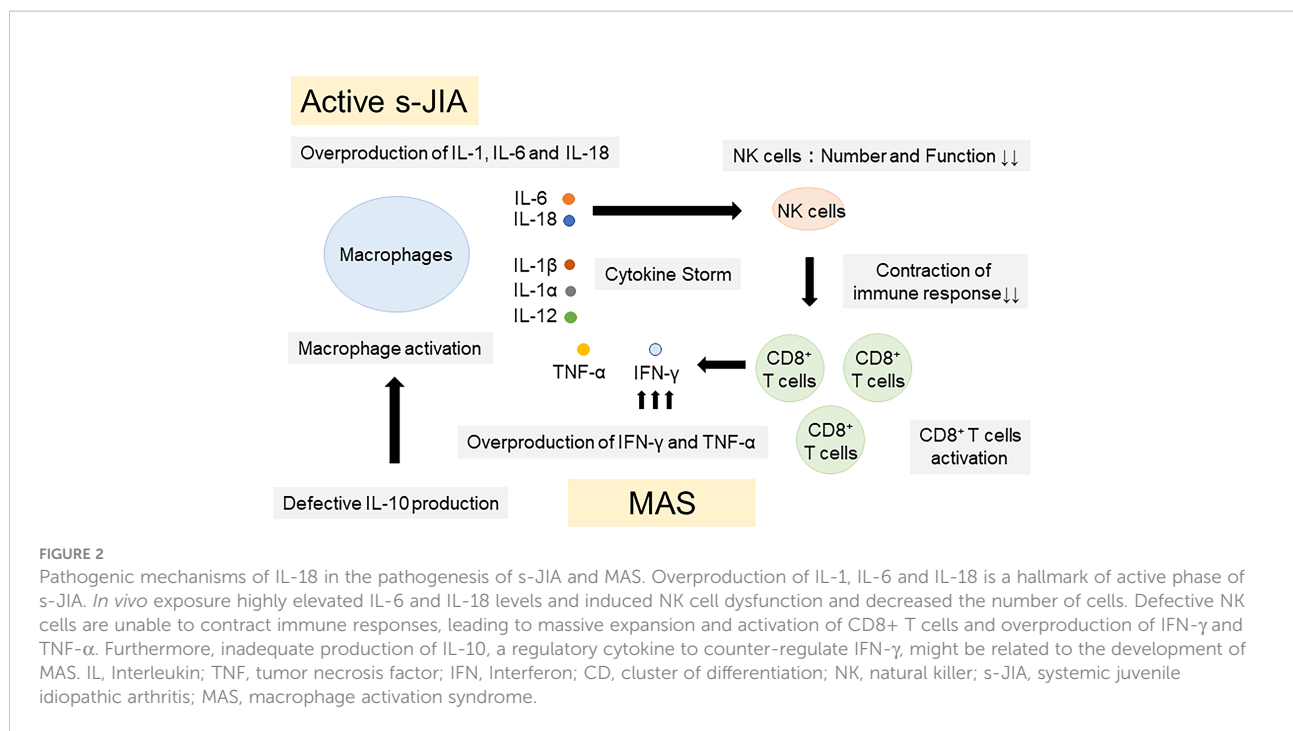 Active s-JIA
Overproduction of IL-1, IL-6 and IL-18
NK cells：Number and Function ↓↓
IL-6
IL-18
NK cells
Macrophages
IL-1β
IL-1α
IL-12
Cytokine Storm
Contraction of
immune response↓↓
Macrophage activation
TNF-α
IFN-γ
CD8⁺
T cells
CD8⁺
T cells
CD8⁺
T cells
Overproduction of IFN-γ and TNF-α
CD8⁺ T cells
activation
Defective IL-10 production
MAS
FIGURE 2
Pathogenic mechanisms of IL-18 in the pathogenesis of s-JIA and MAS. Overproduction of IL-1, IL-6 and IL-18 is a hallmark of active phase of
s-JIA. In vivo exposure highly elevated IL-6 and IL-18 levels and induced NK cell dysfunction and decreased the number of cells. Defective NK
cells are unable to contract immune responses, leading to massive expansion and activation of CD8+ T cells and overproduction of IFN-γ and
TNF-α. Furthermore, inadequate production of IL-10, a regulatory cytokine to counter-regulate IFN-γ, might be related to the development of
MAS. IL, Interleukin; TNF, tumor necrosis factor; IFN, Interferon; CD, cluster of differentiation; NK, natural killer; s-JIA, systemic juvenile
idiopathic arthritis; MAS, macrophage activation syndrome.